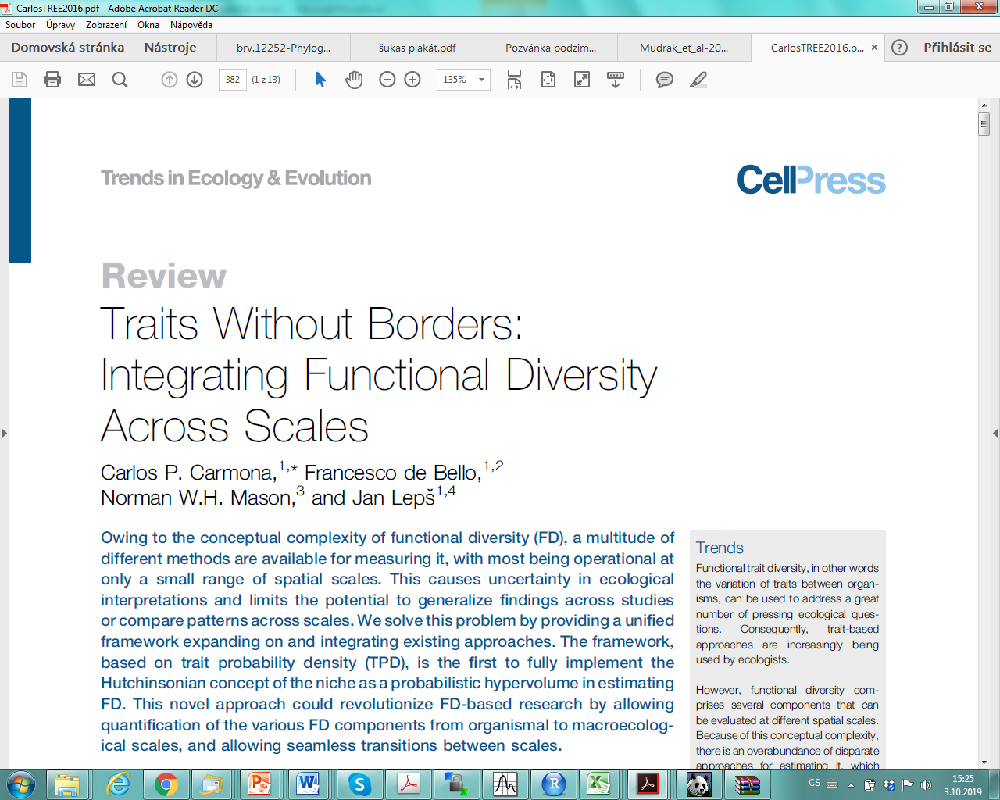 CarlosTREE2016.pdf - Adobe Acrobat Reader DC
Soubor Úpravy Zobrazení Okna Nápověda
Domovská stránka Nástroje brv.12252-Phylog... šukas plakát.pdf Pozvánka podzim... Mudrak_et_al-20... CarlosTREE2016.p... × Přihlásit se
382 (1 z 13) 135%
Trends in Ecology & Evolution
CellPress
Review
Traits Without Borders:
Integrating Functional Diversity
Across Scales
Carlos P. Carmona,1,* Francesco de Bello,1,2
Norman W.H. Mason,3 and Jan Lepš1,4
Owing to the conceptual complexity of functional diversity (FD), a multitude of
different methods are available for measuring it, with most being operational at
only a small range of spatial scales. This causes uncertainty in ecological
interpretations and limits the potential to generalize findings across studies
or compare patterns across scales. We solve this problem by providing a unified
framework expanding on and integrating existing approaches. The framework,
based on trait probability density (TPD), is the first to fully implement the
Hutchinsonian concept of the niche as a probabilistic hypervolume in estimating
FD. This novel approach could revolutionize FD-based research by allowing
quantification of the various FD components from organismal to macroecolog-
ical scales, and allowing seamless transitions between scales.
Trends
Functional trait diversity, in other words
the variation of traits between organ-
isms, can be used to address a great
number of pressing ecological ques-
tions. Consequently, trait-based
approaches are increasingly being
used by ecologists.
However, functional diversity com-
prises several components that can
be evaluated at different spatial scales.
Because of this conceptual complexity,
there is an overabundance of disparate
approaches for estimating it, which
CS 15:25
3.10.2019